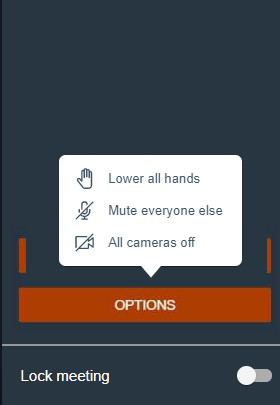 Lower all hands
Mute everyone else
All cameras off
OPTIONS
Lock meeting